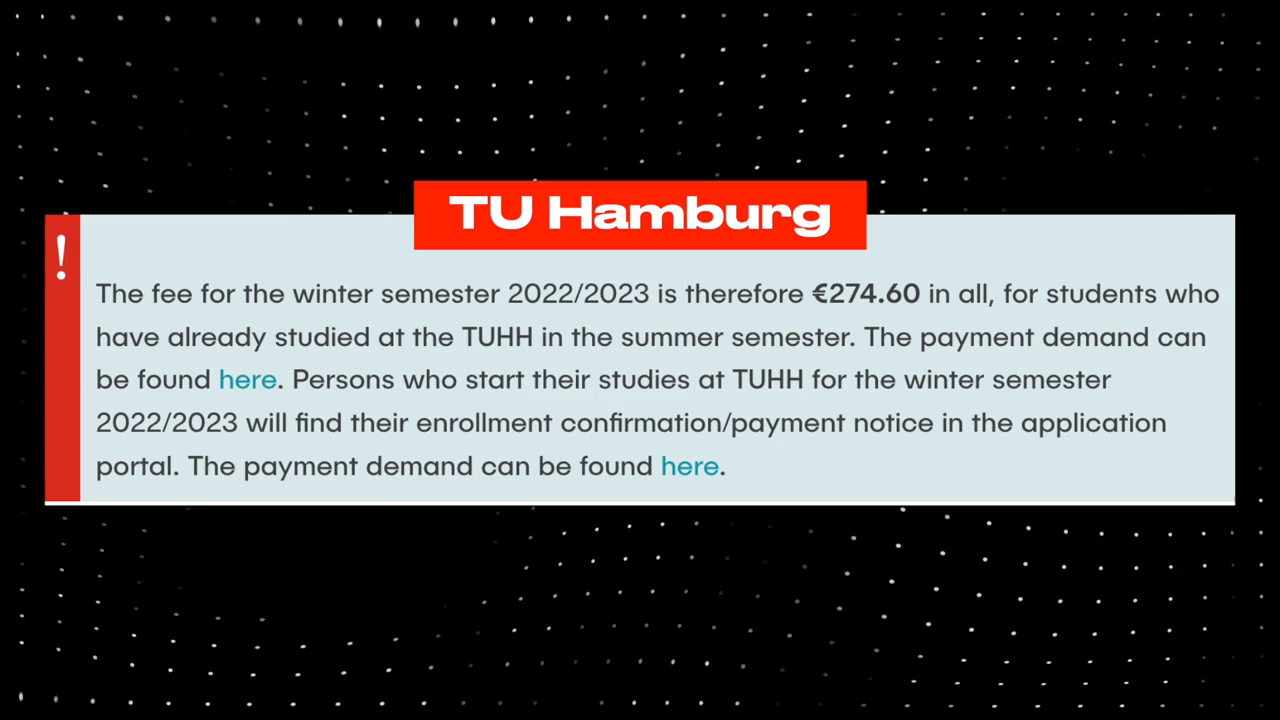 TU Hamburg
!
The fee for the winter semester 2022/2023 is therefore €274.60 in all, for students who
have already studied at the TUHH in the summer semester. The payment demand can
be found here. Persons who start their studies at TUHH for the winter semester
2022/2023 will find their enrollment confirmation/payment notice in the application
portal. The payment demand can be found here.